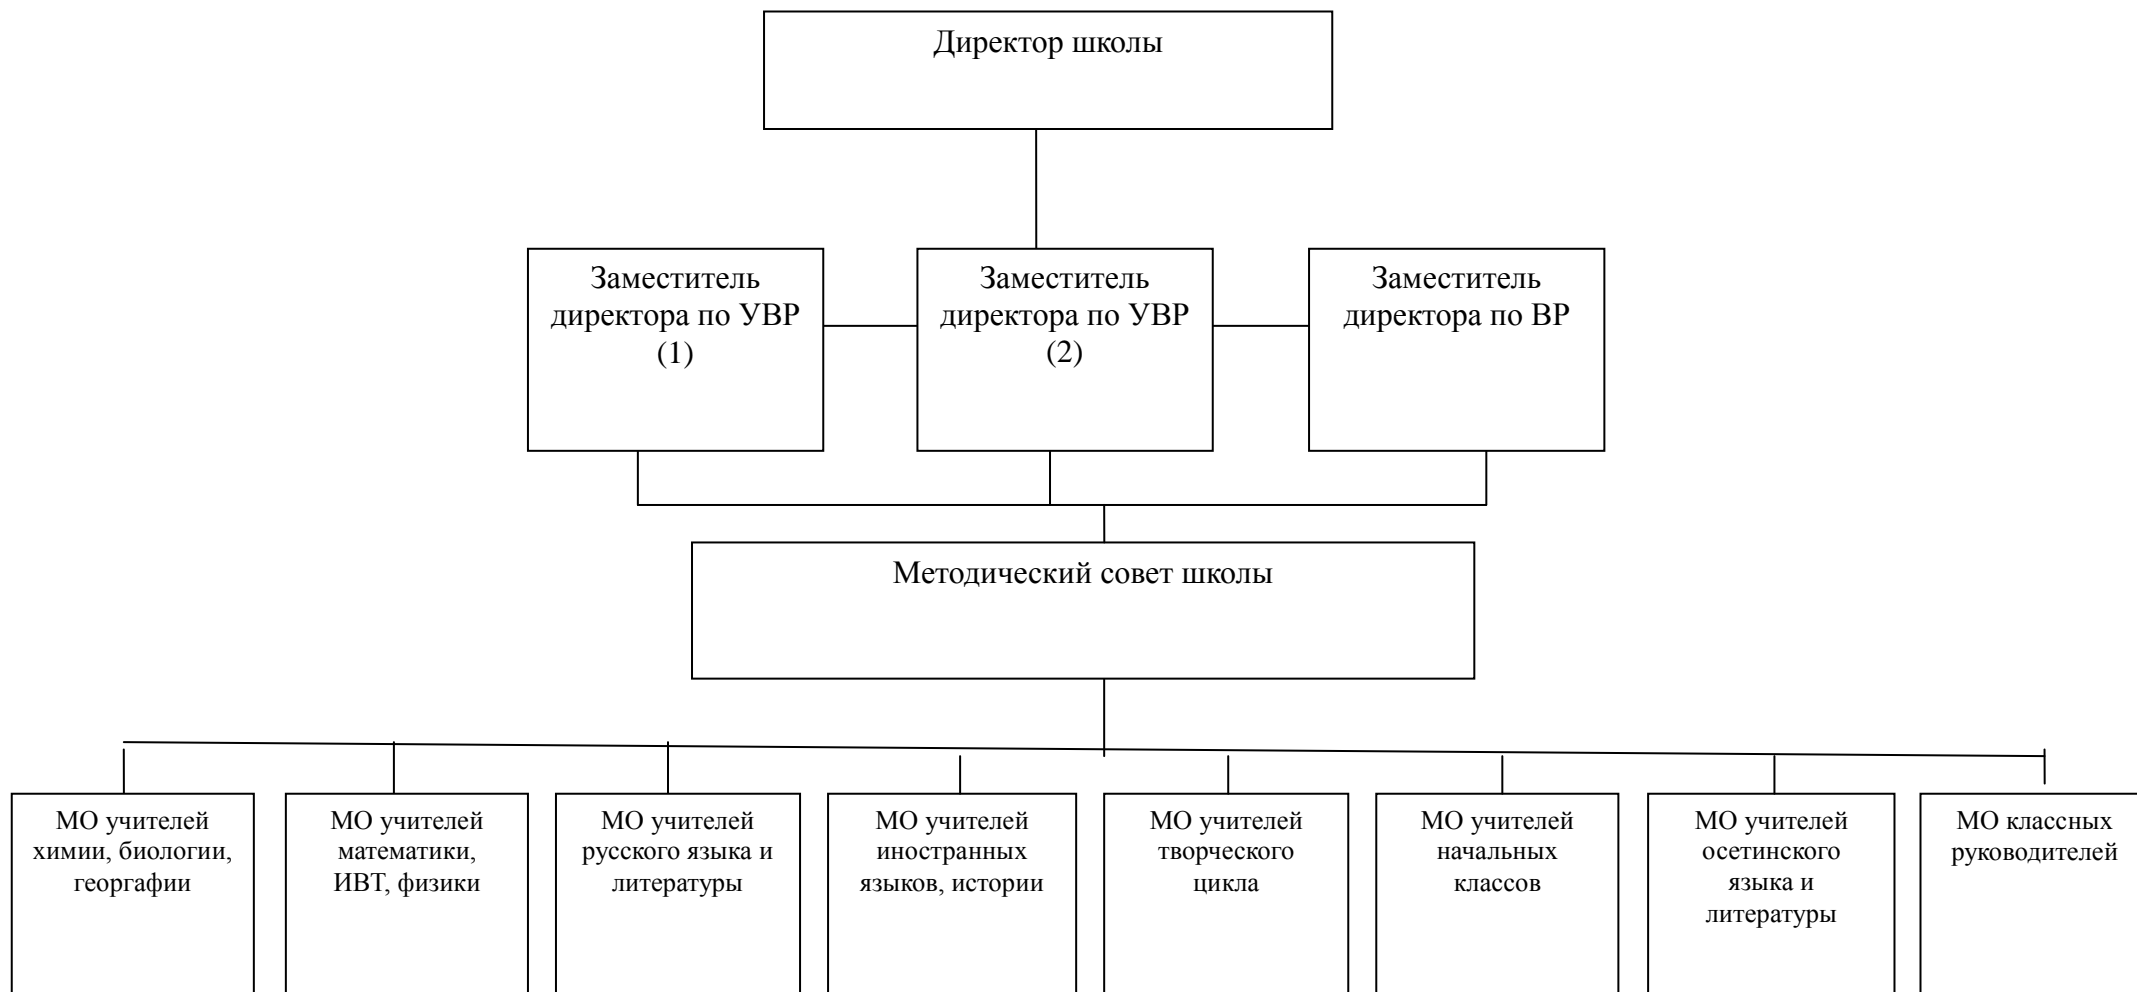 Директор школы
Заместитель
директора по УВР
(1)
Заместитель
директора по УВР
(2)
Заместитель
директора по ВР
Методический совет школы
МО учителей
химии, биологии,
георгафии
МО учителей
математики,
ИВТ, физики
МО учителей
русского языка и
литературы
МО учителей
иностранных
языков, истории
МО учителей
творческого
цикла
МО учителей
начальных
классов
МО учителей
осетинского
языка и
литературы
МО классных
руководителей